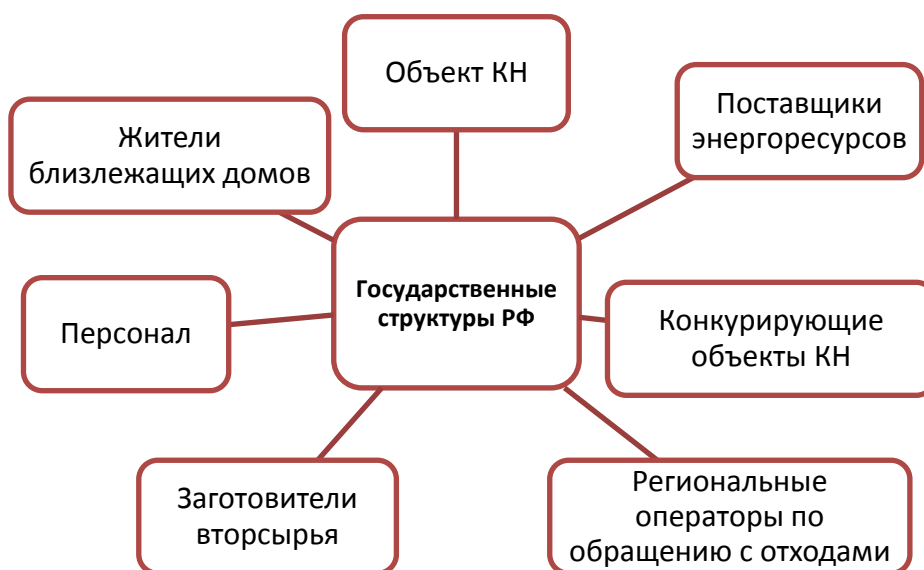 Объект КН
Поставщики
энергоресурсов
Жители
близлежащих домов
Государственные
структуры РФ
Персонал
Конкурирующие
объекты КН
Заготовители
вторсырья
Региональные
операторы по
обращению с отходами